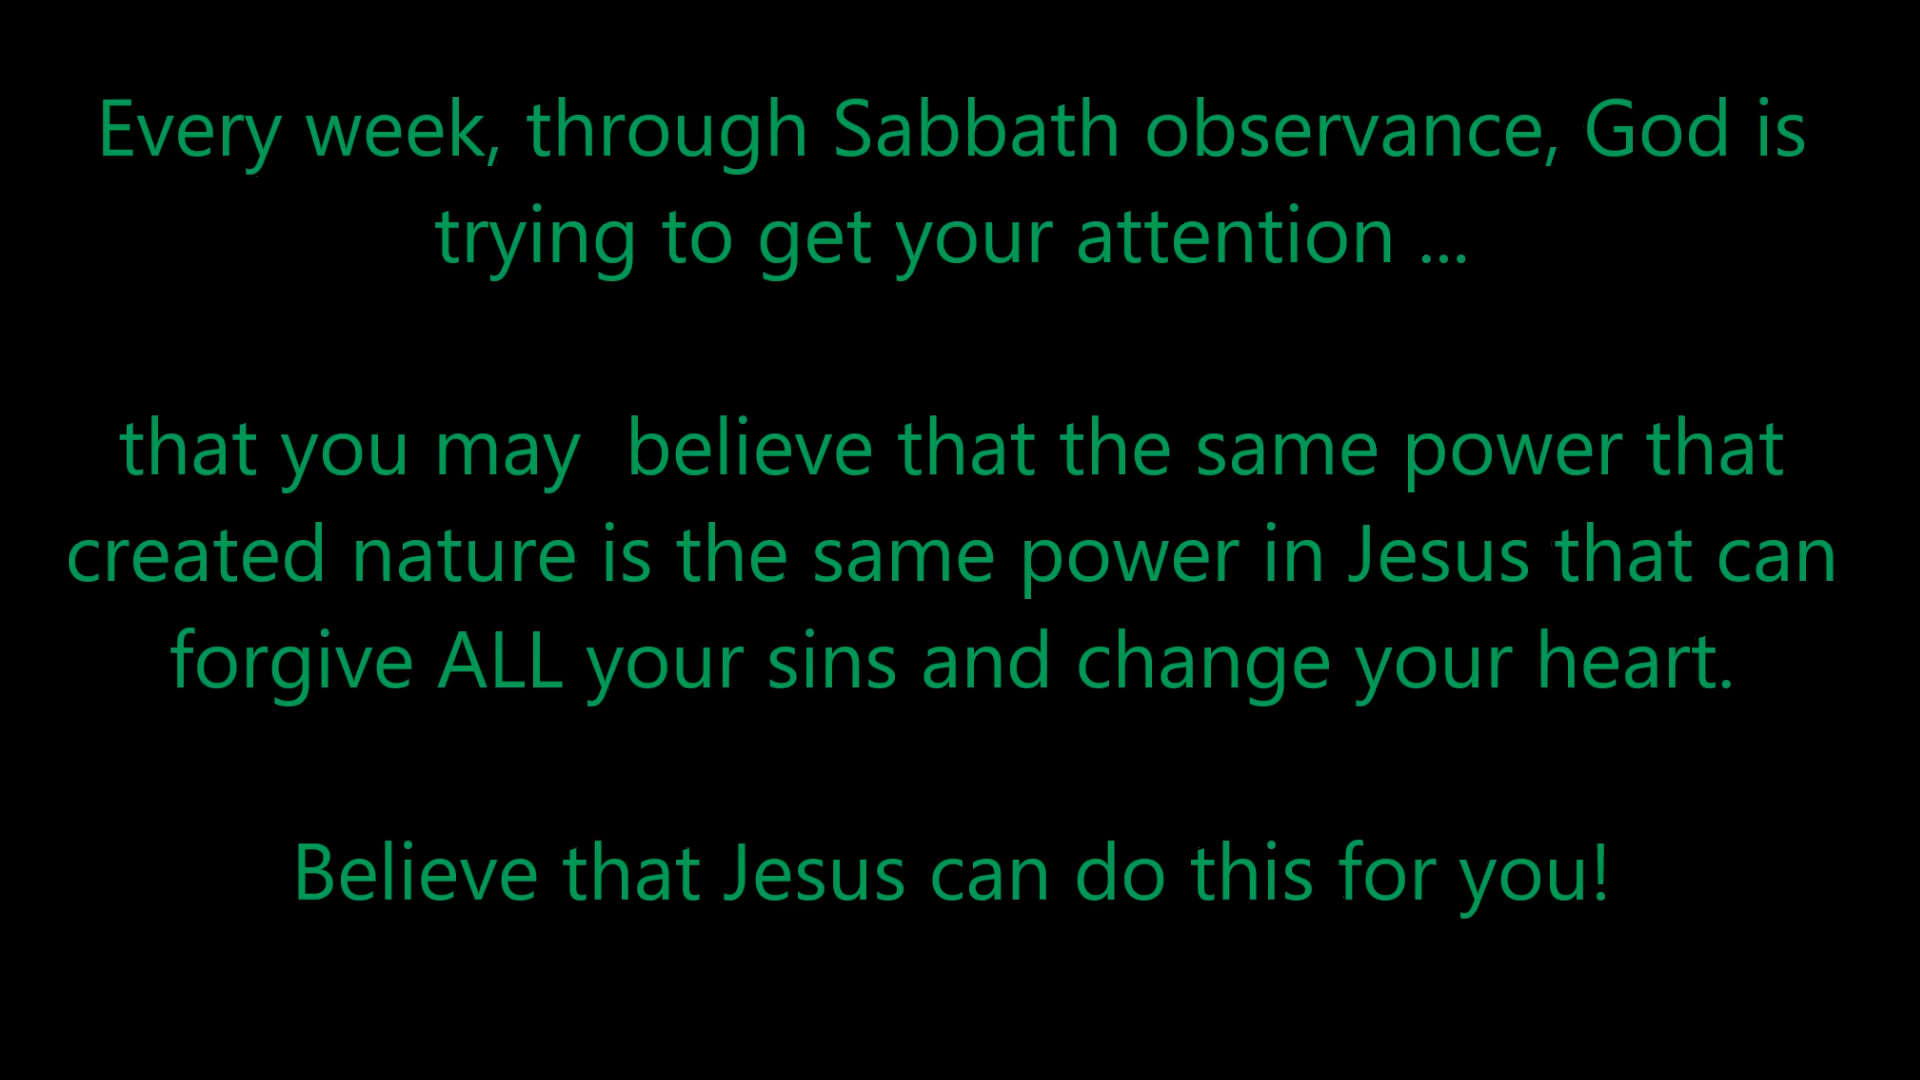 Every week, through Sabbath observance, God is
trying to get your attention ...
that you may  believe that the same power that
created nature is the same power in Jesus that can
forgive ALL your sins and change your heart.
Believe that Jesus can do this for you!